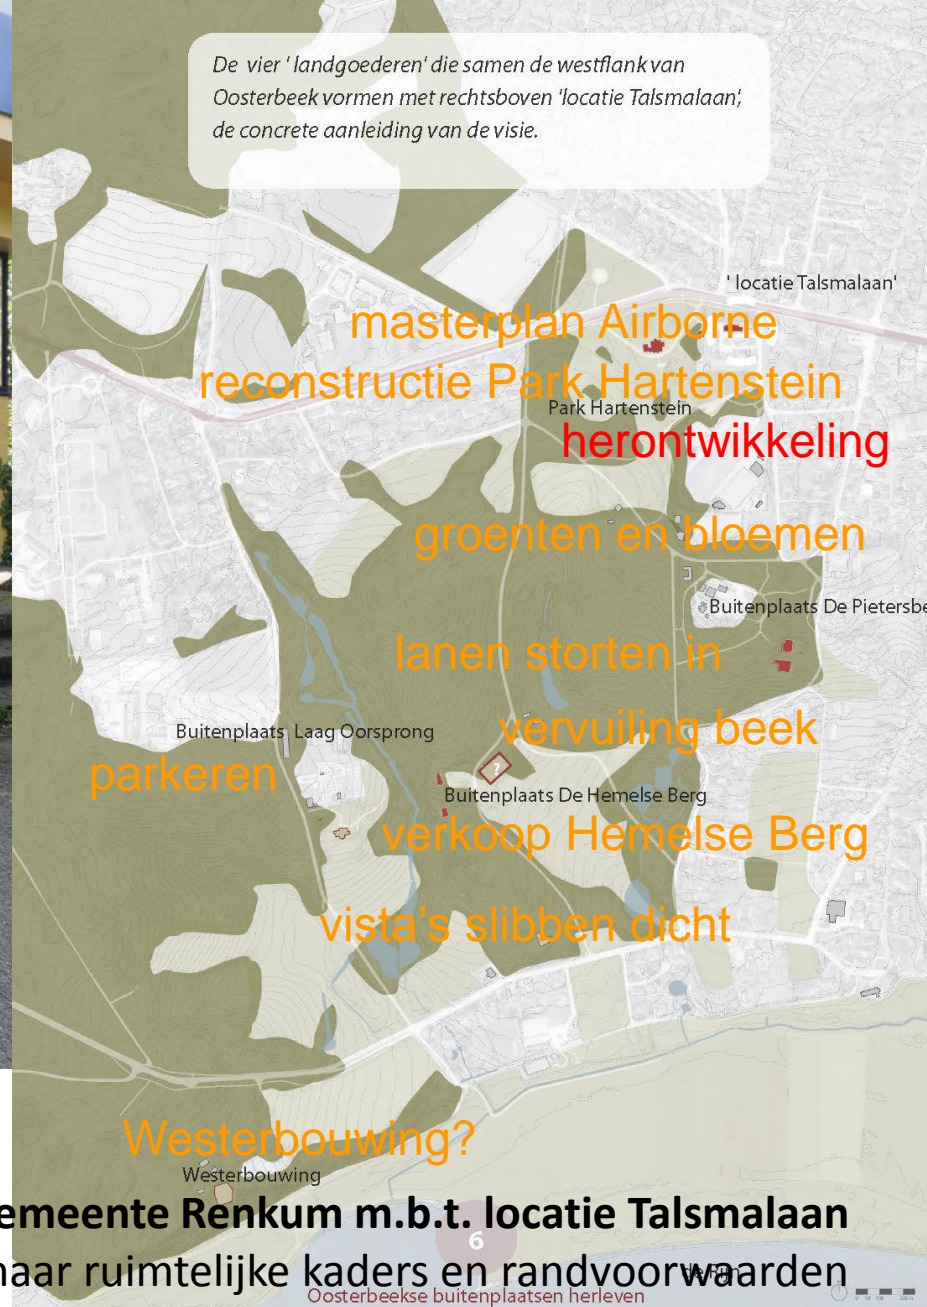 De vier ' landgoederen' die samen de westflank van
Oosterbeek vormen met rechtsboven 'locatie Talsmalaan',
de concrete aanleiding van de visie.
' locatie Talsmalaan'
masterplan Airborne
reconstructie Park Hartenstein
Park Hartenstein
herontwikkeling
groenten en bloemen
Buitenplaats De Pietersbe
lanen storten in
vervuiling beek
Buitenplaats Laag Oorsprong
parkeren
?
Buitenplaats De Hemelse Berg
verkoop Hemelse Berg
vista's slibben dicht
Westerbouwing?
Westerbouwing
emeente Renkum m.b.t. locatie Talsmalaan
6
naar ruimtelijke kaders en randvoorwaarden
de Rijn
Oosterbeekse buitenplaatsen herleven